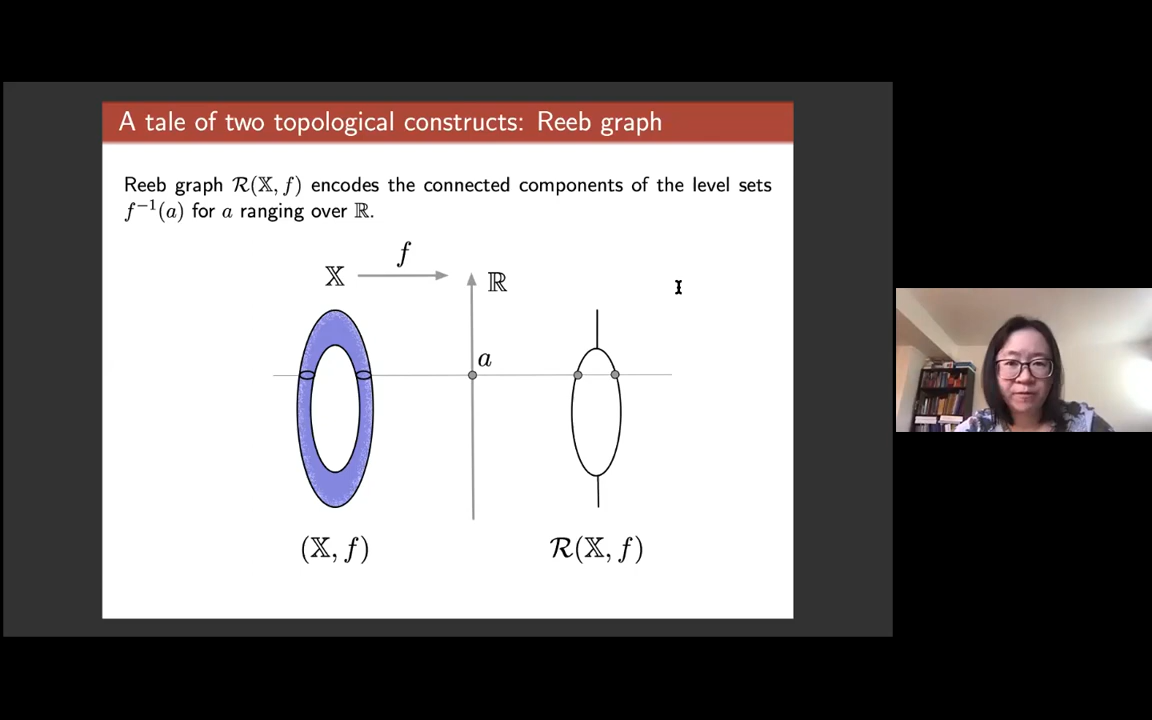 A tale of two topological constructs: Reeb graph
Reeb graph ℛ(𝕏, f) encodes the connected components of the level sets
f⁻¹(a) for a ranging over ℝ.
f
𝕏
ℝ
a
(𝕏, f)
ℛ(𝕏, f)